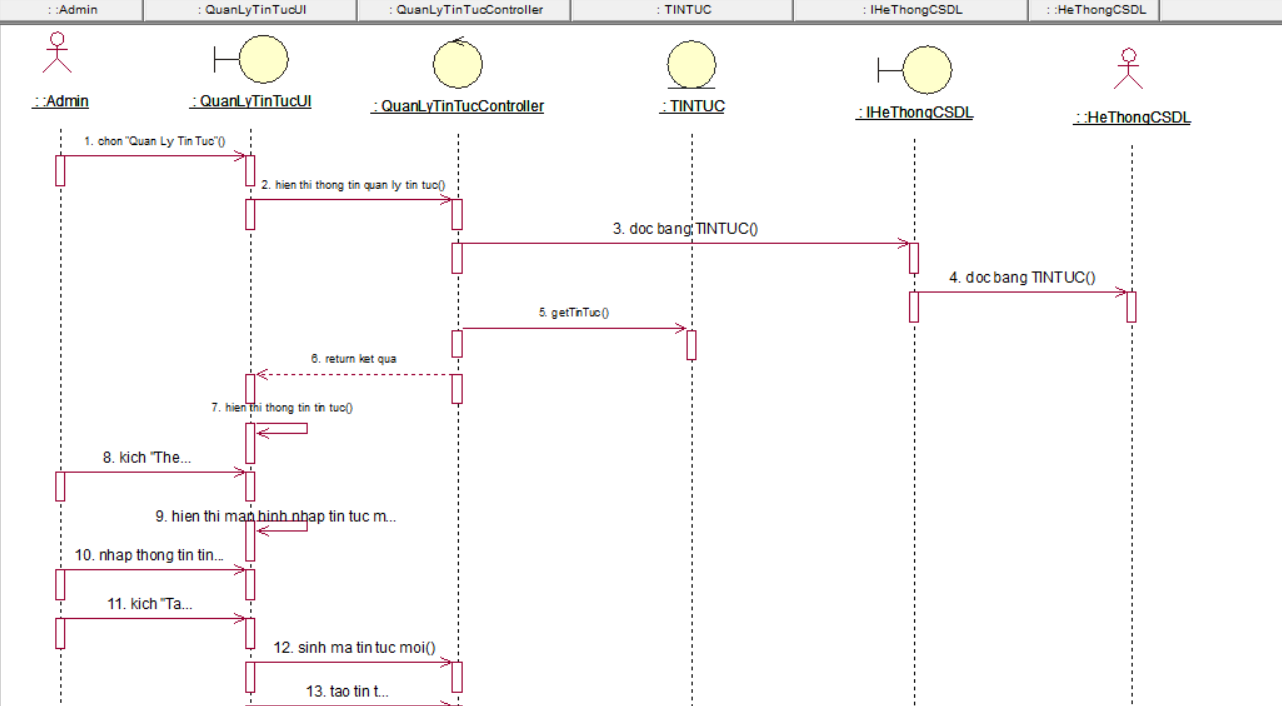 : :Admin
: QuanLyTinTucUI
: QuanLyTinTucController
: TINTUC
: IHeThongCSDL
: :HeThongCSDL
: :Admin
: QuanLyTinTucUI
: QuanLyTinTucController
: TINTUC
: IHeThongCSDL
: :HeThongCSDL
1. chon "Quan Ly Tin Tuc"()
2. hien thi thong tin quan ly tin tuc()
3. doc bang TINTUC()
4. doc bang TINTUC()
5. getTinTuc()
6. return ket qua
7. hien thi thong tin tin tuc()
8. kich "The...
9. hien thi man hinh nhap tin tuc m...
10. nhap thong tin tin...
11. kich "Ta...
12. sinh ma tin tuc moi()
13. tao tin t...